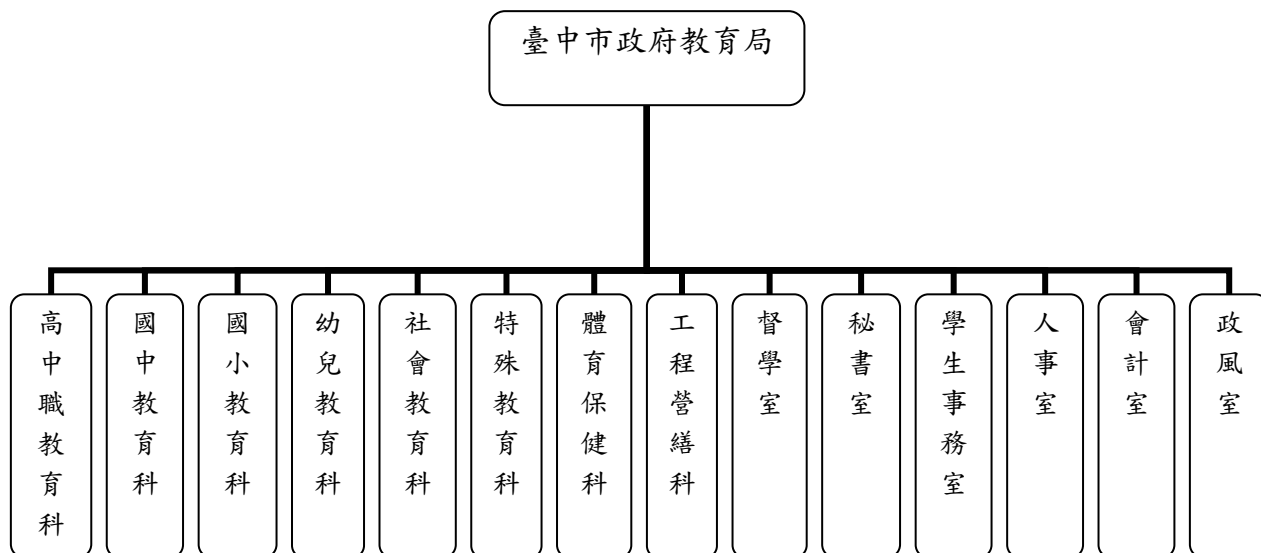 臺中市政府教育局
高中職教育科
國中教育科
國小教育科
幼兒教育科
社會教育科
特殊教育科
體育保健科
工程營繕科
督學室
秘書室
學生事務室
人事室
會計室
政風室